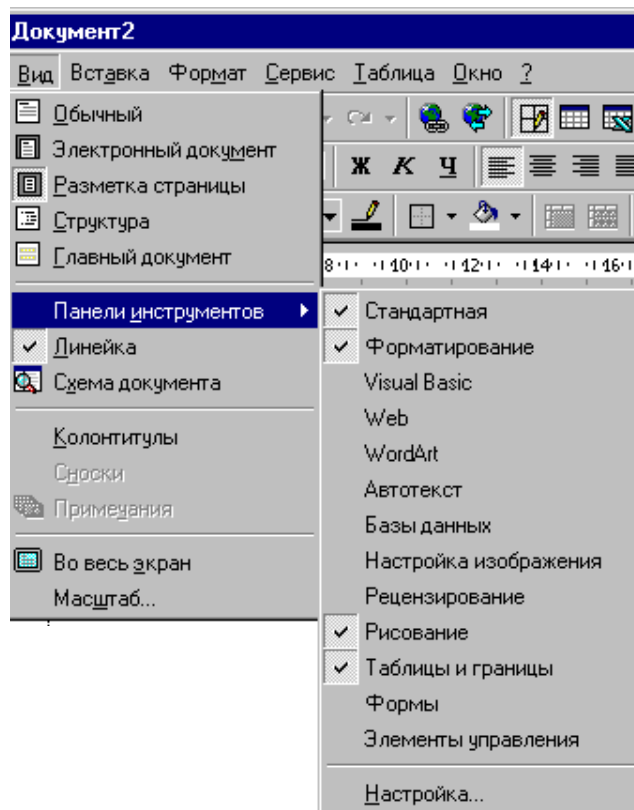 Документ2
Вид Вставка Формат Сервис Таблица Окно ?
Обычный
Электронный документ
Ж К Ч
Разметка страницы
Структура
Главный документ
8 10 12 14 16
Панели инструментов
Стандартная
Линейка
Форматирование
Схема документа
Visual Basic
Web
Колонтитулы
WordArt
Сноски
Автотекст
Примечания
Базы данных
Во весь экран
Настройка изображения
Масштаб...
Рецензирование
Рисование
Таблицы и границы
Формы
Элементы управления
Настройка...